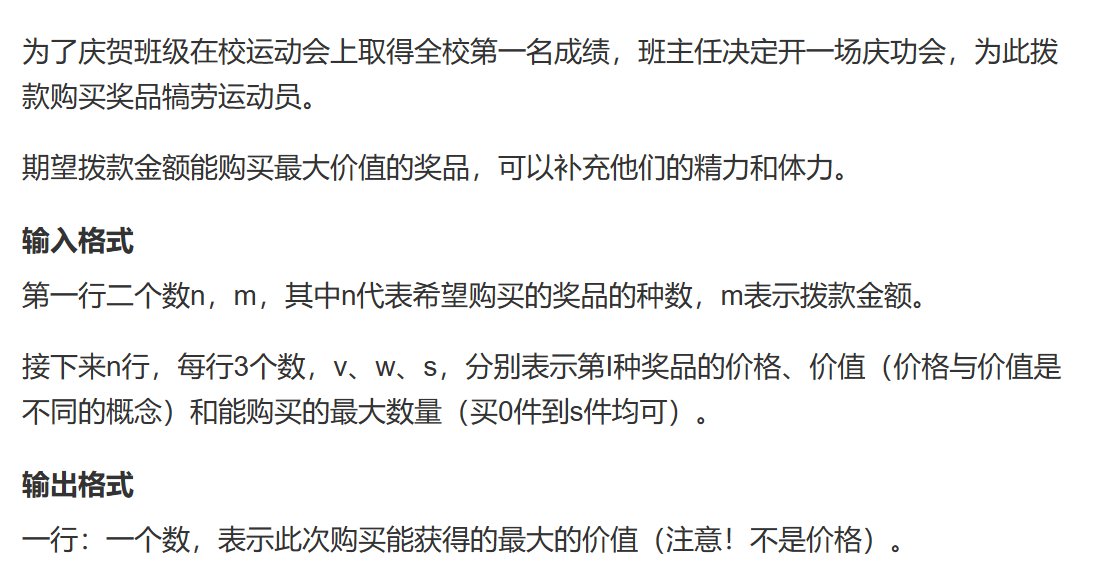 为了庆贺班级在校运动会上取得全校第一名成绩，班主任决定开一场庆功会，为此拨
款购买奖品犒劳运动员。
期望拨款金额能购买最大价值的奖品，可以补充他们的精力和体力。
输入格式
第一行二个数n，m，其中n代表希望购买的奖品的种数，m表示拨款金额。
接下来n行，每行3个数，v、w、s，分别表示第I种奖品的价格、价值（价格与价值是
不同的概念）和能购买的最大数量（买0件到s件均可）。
输出格式
一行：一个数，表示此次购买能获得的最大的价值（注意！不是价格）。